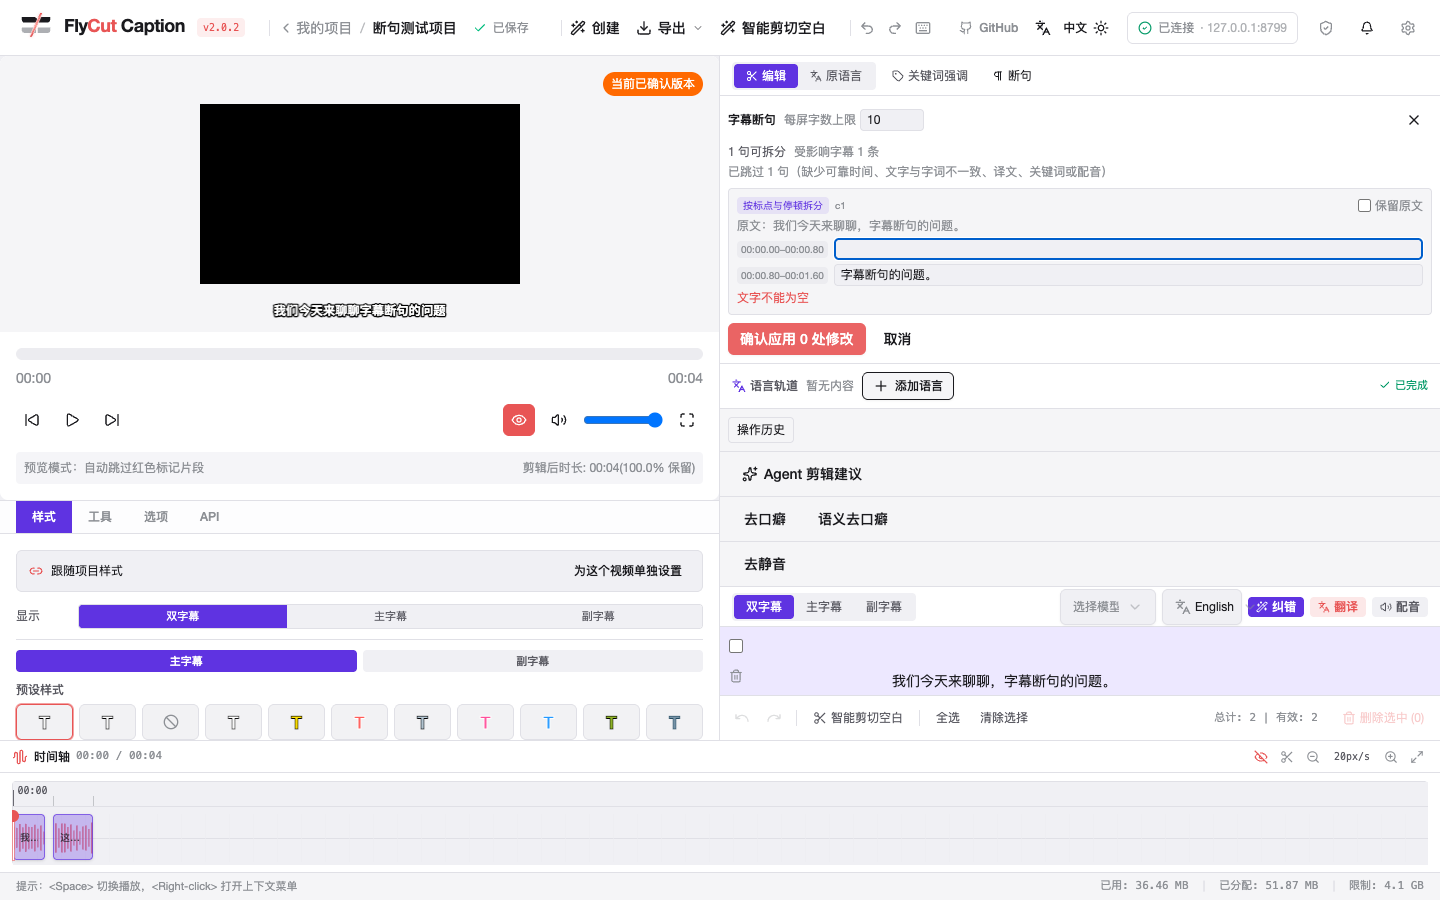 FlyCut Caption v2.0.2 我的项目 / 断句测试项目 已保存 创建 导出 智能剪切空白 GitHub 中文 已连接 · 127.0.0.1:8799
当前已确认版本
我们今天来聊聊字幕断句的问题
00:00 00:04
预览模式：自动跳过红色标记片段 剪辑后时长: 00:04(100.0% 保留)
样式 工具 选项 API
跟随项目样式 为这个视频单独设置
显示 双字幕 主字幕 副字幕
主字幕 副字幕
预设样式
T T T T T T T T T T
编辑 原语言 关键词强调 断句
字幕断句 每屏字数上限 10
1 句可拆分 受影响字幕 1 条
已跳过 1 句（缺少可靠时间、文字与字词不一致、译文、关键词或配音）
按标点与停顿拆分 c1 保留原文
原文：我们今天来聊聊，字幕断句的问题。
00:00.00–00:00.80
00:00.80–00:01.60 字幕断句的问题。
文字不能为空
确认应用 0 处修改 取消
语言轨道 暂无内容 添加语言 已完成
操作历史
Agent 剪辑建议
去口癖 语义去口癖
去静音
双字幕 主字幕 副字幕 选择模型 English 纠错 翻译 配音
我们今天来聊聊，字幕断句的问题。
智能剪切空白 全选 清除选择 总计: 2 | 有效: 2 删除选中 (0)
时间轴 00:00 / 00:04 20px/s
00:00
我... 这...
提示：<Space> 切换播放，<Right-click> 打开上下文菜单 已用: 36.46 MB 已分配: 51.87 MB 限制: 4.1 GB